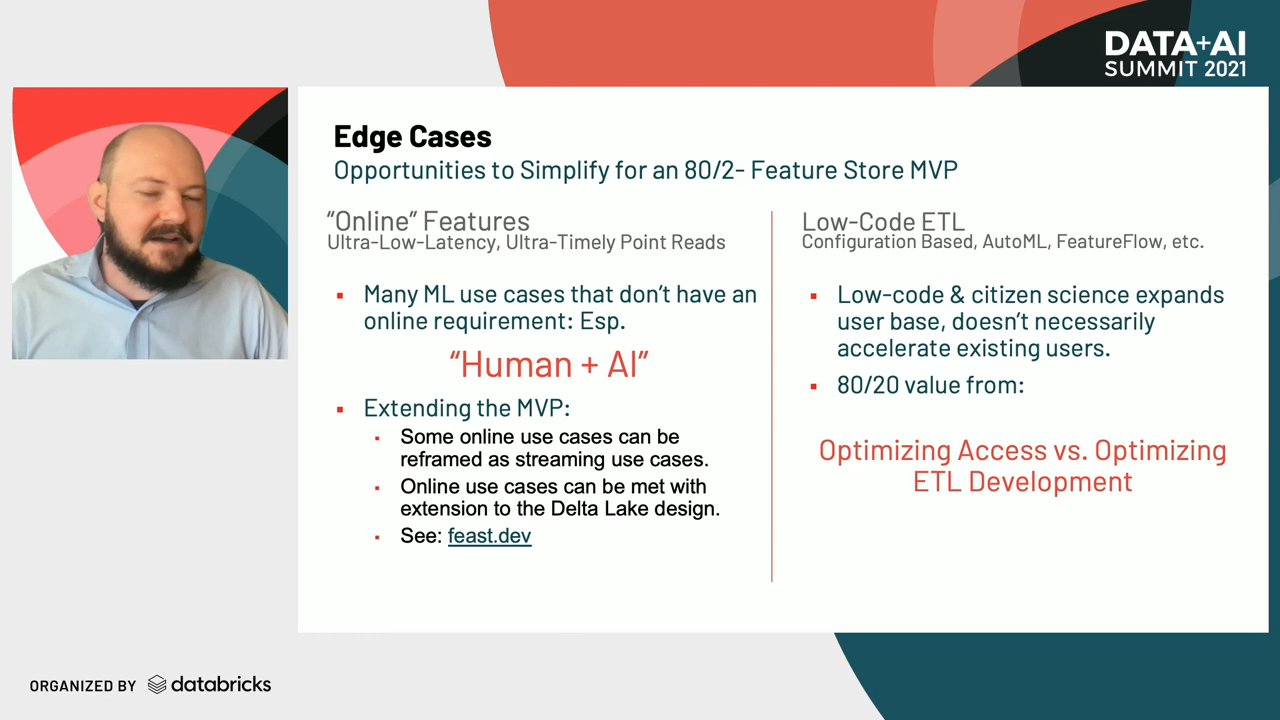 DATA+AI
SUMMIT 2021
Edge Cases
Opportunities to Simplify for an 80/2- Feature Store MVP
“Online” Features
Ultra-Low-Latency, Ultra-Timely Point Reads
▪ Many ML use cases that don’t have an
online requirement: Esp.
“Human + AI”
▪ Extending the MVP:
▪ Some online use cases can be
reframed as streaming use cases.
▪ Online use cases can be met with
extension to the Delta Lake design.
▪ See: feast.dev
Low-Code ETL
Configuration Based, AutoML, FeatureFlow, etc.
▪ Low-code & citizen science expands
user base, doesn’t necessarily
accelerate existing users.
▪ 80/20 value from:
Optimizing Access vs. Optimizing
ETL Development
ORGANIZED BY databricks